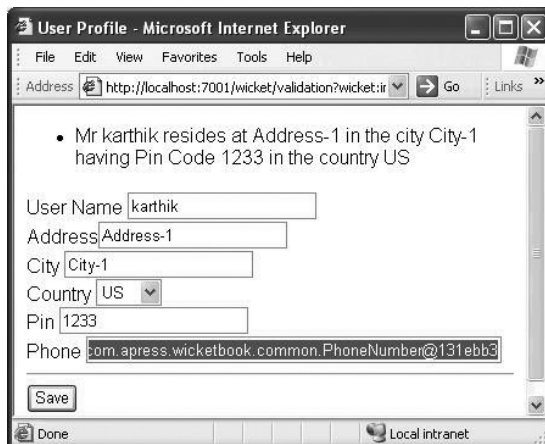 User Profile - Microsoft Internet Explorer
File Edit View Favorites Tools Help
Address http://localhost:7001/wicket/validation?wicket:ir Go Links »
• Mr karthik resides at Address-1 in the city City-1
having Pin Code 1233 in the country US
User Name karthik
Address Address-1
City City-1
Country US
Pin 1233
Phone com.apress.wicketbook.common.PhoneNumber@131ebb3
Save
Done Local intranet